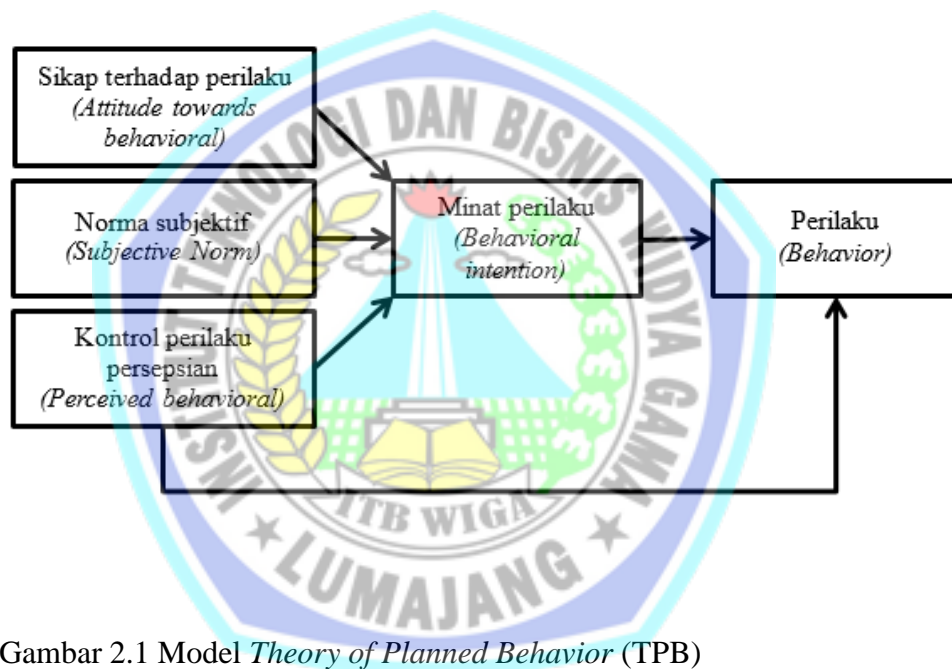 Sikap terhadap perilaku
(Attitude towards
behavioral)
Norma subjektif
(Subjective Norm)
Kontrol perilaku
persepsian
(Perceived behavioral)
Minat perilaku
(Behavioral
intention)
Perilaku
(Behavior)
INSTITUT TEKNOLOGI DAN BISNIS WIDYA GAMA
ITB WIGA
LUMAJANG
Gambar 2.1 Model Theory of Planned Behavior (TPB)